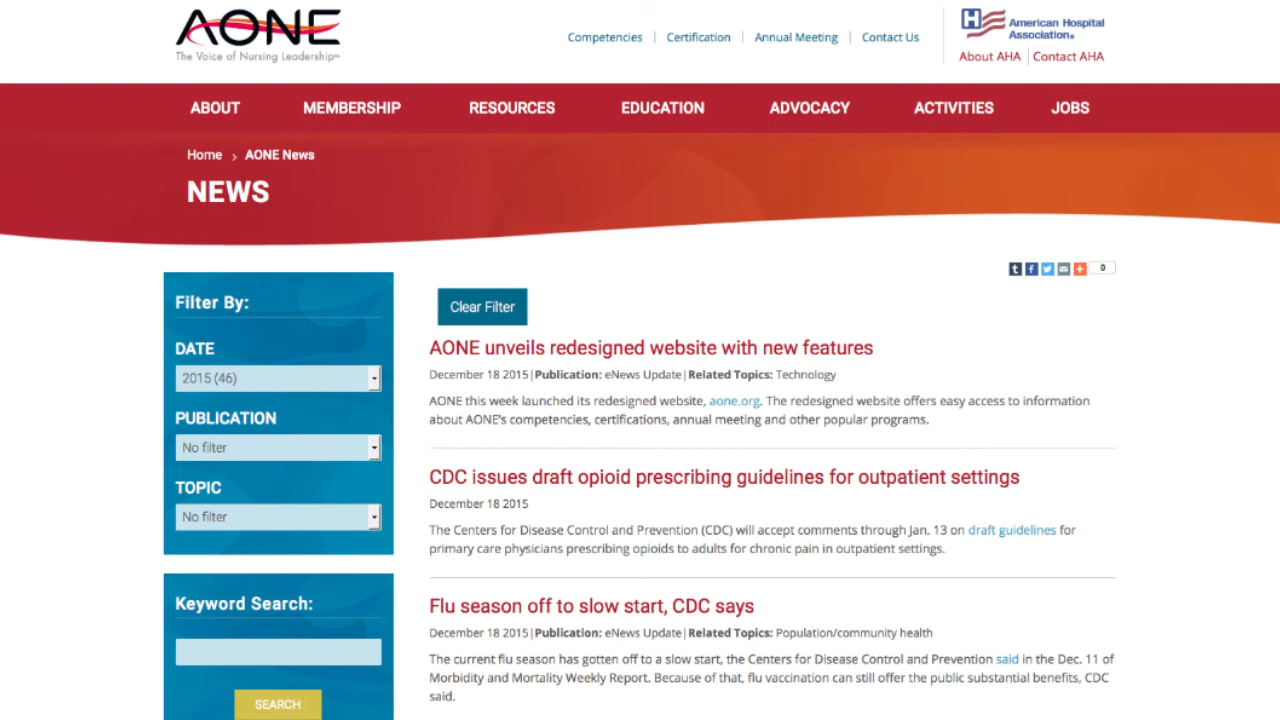 AONE
The Voice of Nursing Leadership℠
Competencies | Certification | Annual Meeting | Contact Us
American Hospital
Association®
About AHA | Contact AHA
ABOUT MEMBERSHIP RESOURCES EDUCATION ADVOCACY ACTIVITIES JOBS
Home › AONE News
NEWS
0
Filter By:
DATE
2015 (46)
PUBLICATION
No filter
TOPIC
No filter
Keyword Search:
SEARCH
Clear Filter
AONE unveils redesigned website with new features
December 18 2015|Publication: eNews Update|Related Topics: Technology
AONE this week launched its redesigned website, aone.org. The redesigned website offers easy access to information
about AONE's competencies, certifications, annual meeting and other popular programs.
CDC issues draft opioid prescribing guidelines for outpatient settings
December 18 2015
The Centers for Disease Control and Prevention (CDC) will accept comments through Jan. 13 on draft guidelines for
primary care physicians prescribing opioids to adults for chronic pain in outpatient settings.
Flu season off to slow start, CDC says
December 18 2015|Publication: eNews Update|Related Topics: Population/community health
The current flu season has gotten off to a slow start, the Centers for Disease Control and Prevention said in the Dec. 11 of
Morbidity and Mortality Weekly Report. Because of that, flu vaccination can still offer the public substantial benefits, CDC
said.